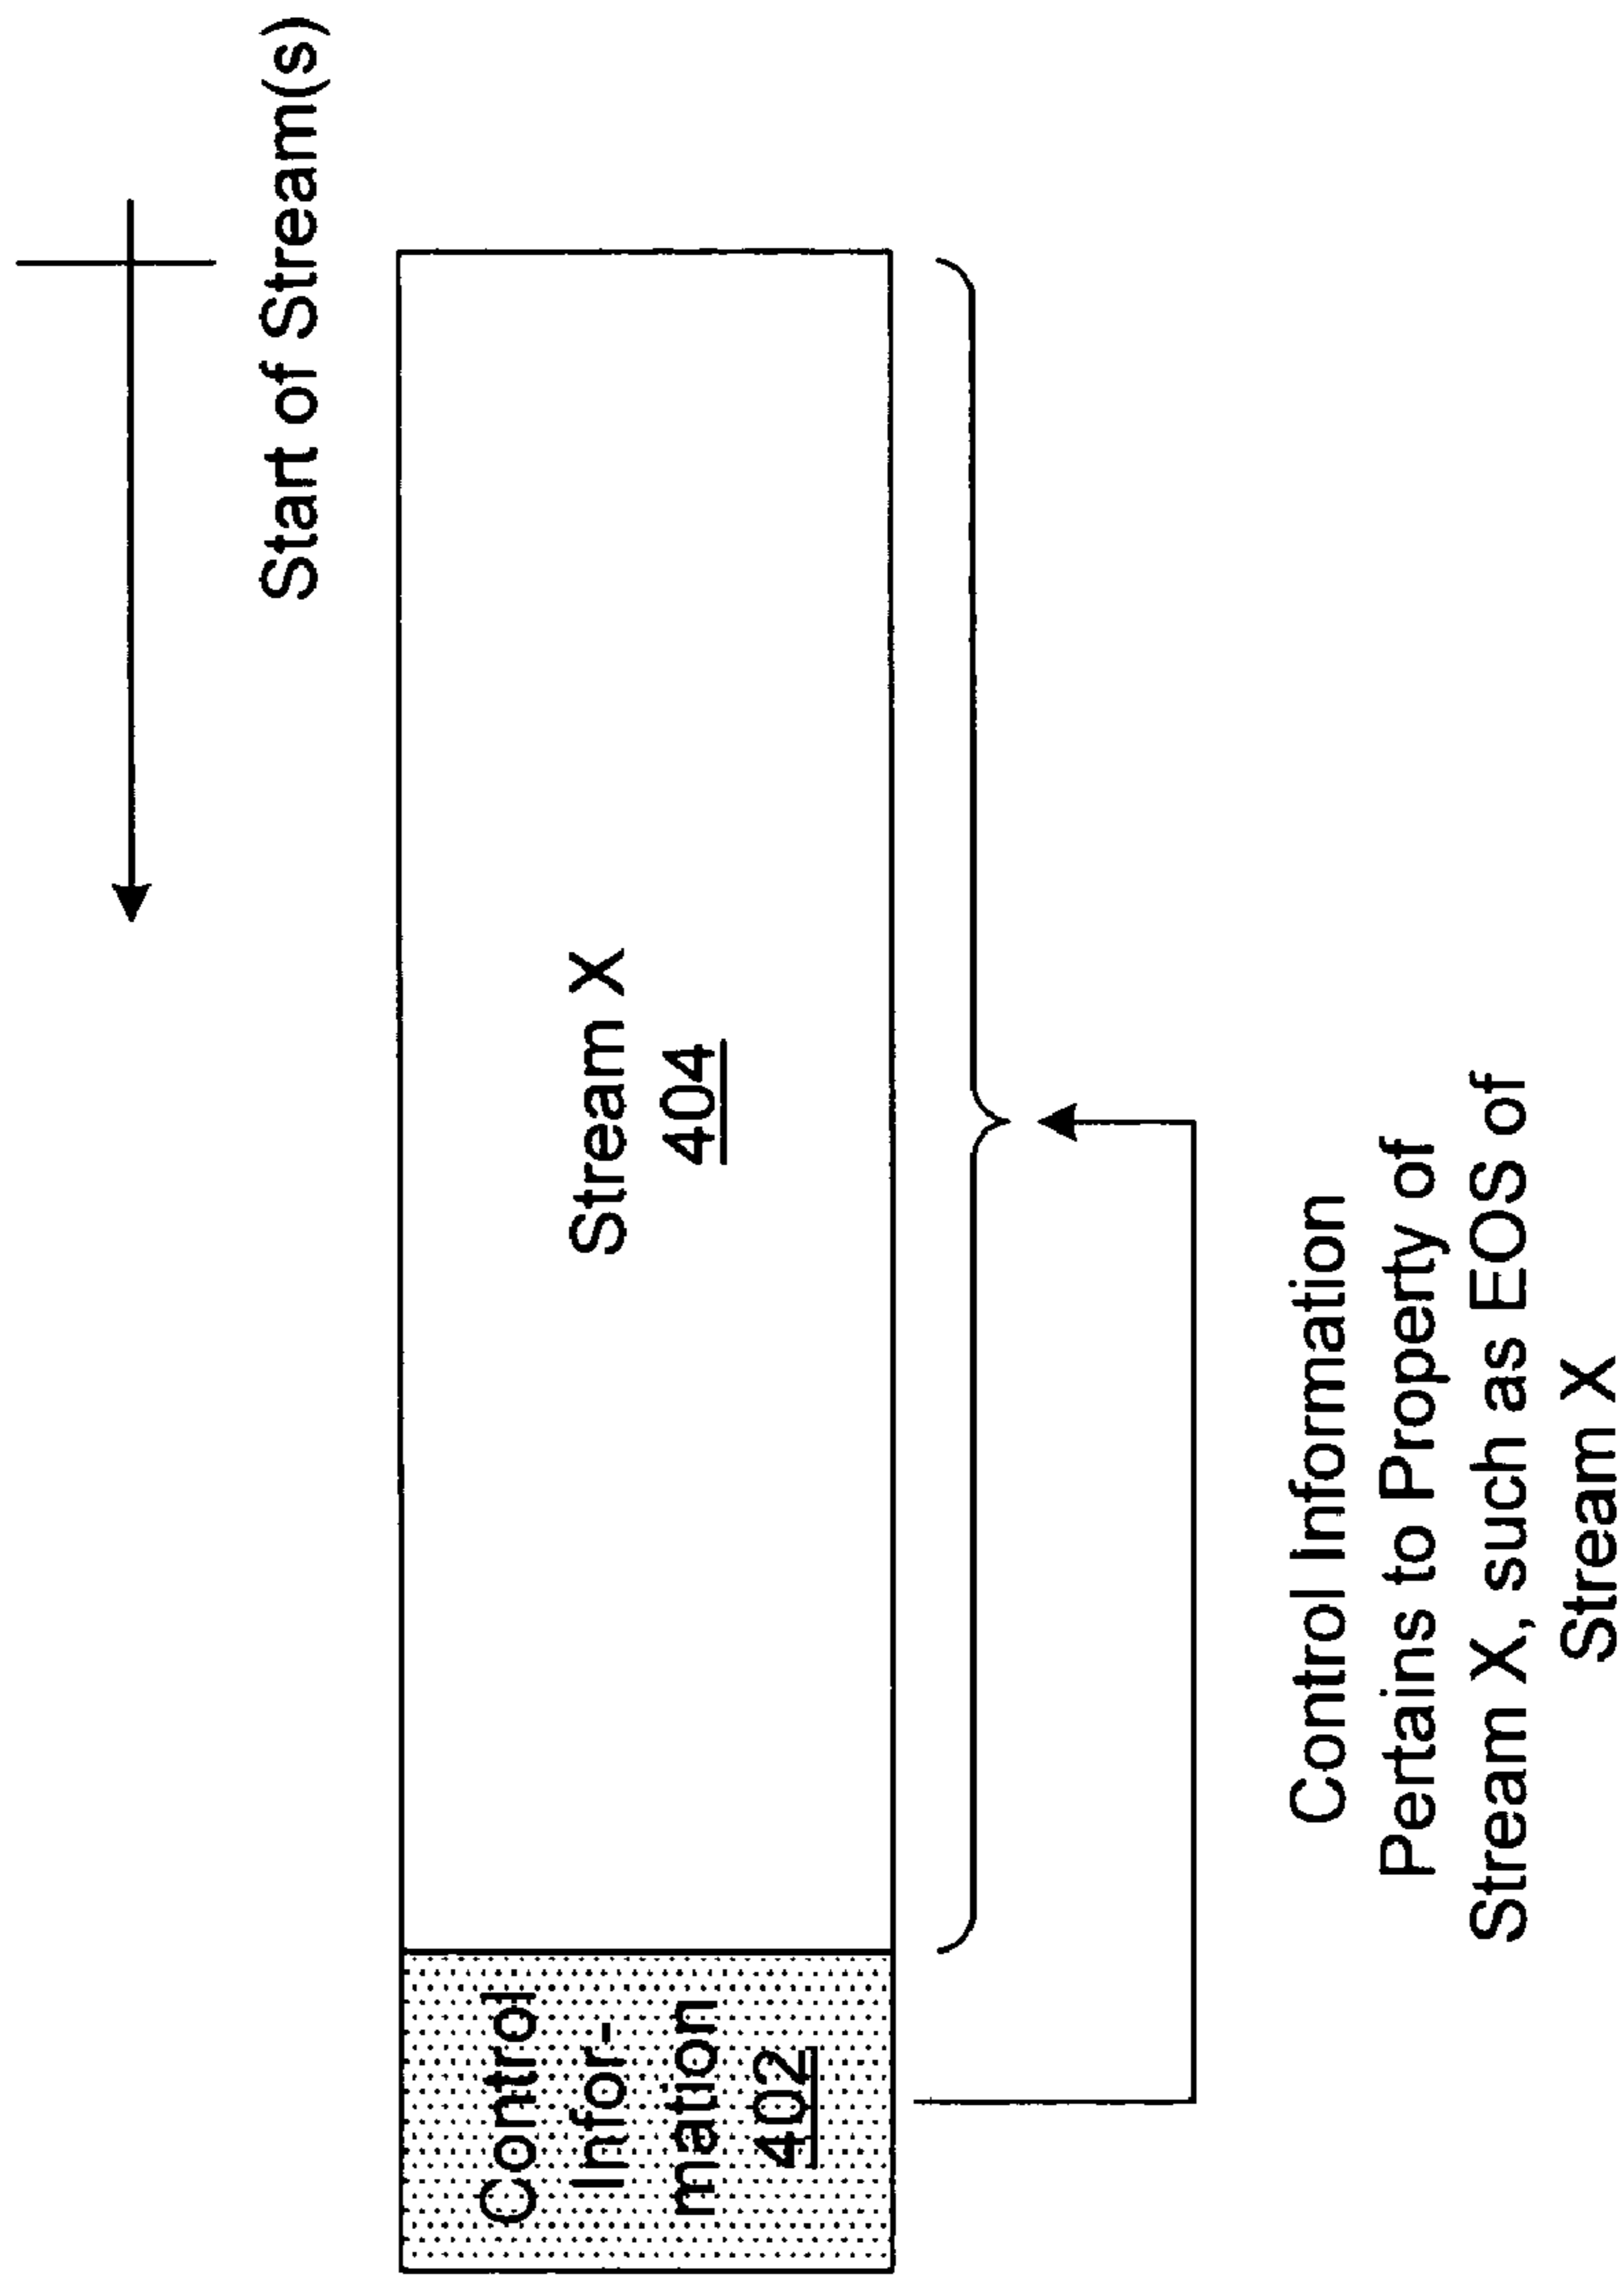 Start of Stream(s)
Control
Infor-
mation
402
Stream X
404
Control Information
Pertains to Property of
Stream X, such as EOS of
Stream X